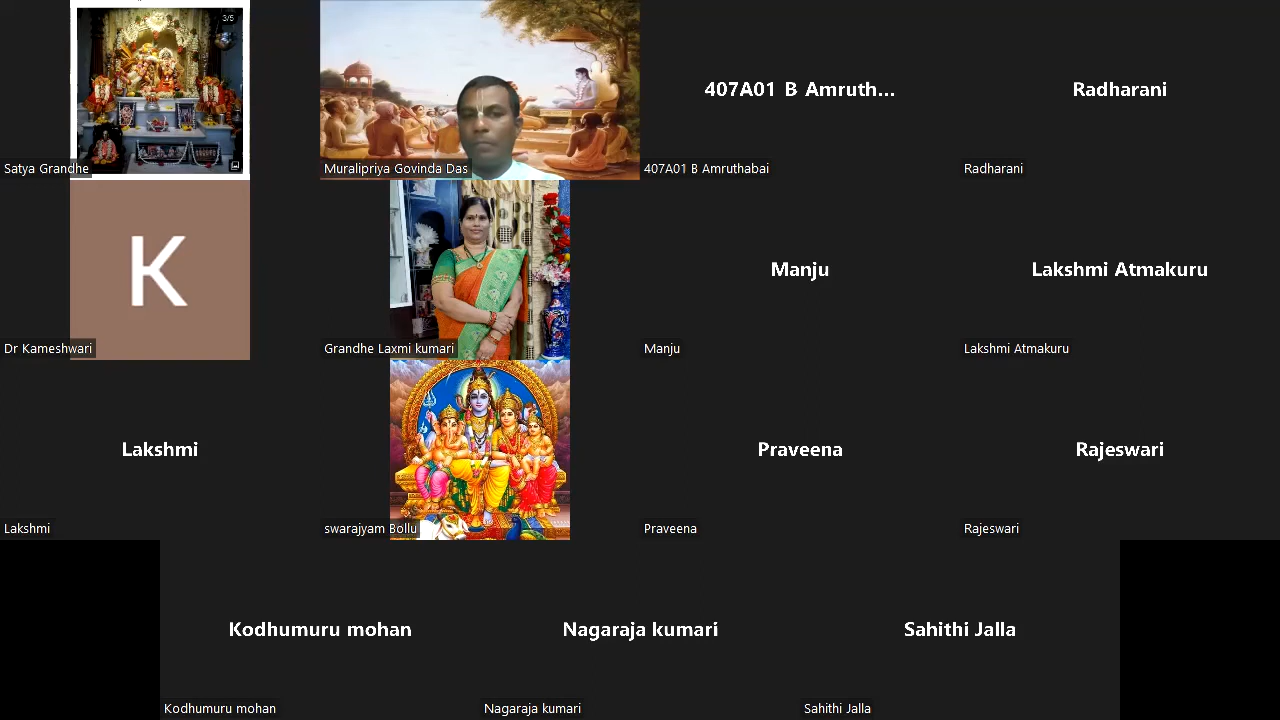 3/5
Satya Grandhe
Muralipriya Govinda Das
407A01 B Amruth...
407A01 B Amruthabai
Radharani
Radharani
K
Dr Kameshwari
Grandhe Laxmi kumari
Manju
Manju
Lakshmi Atmakuru
Lakshmi Atmakuru
Lakshmi
Lakshmi
swarajyam Bollu
Praveena
Praveena
Rajeswari
Rajeswari
Kodhumuru mohan
Kodhumuru mohan
Nagaraja kumari
Nagaraja kumari
Sahithi Jalla
Sahithi Jalla